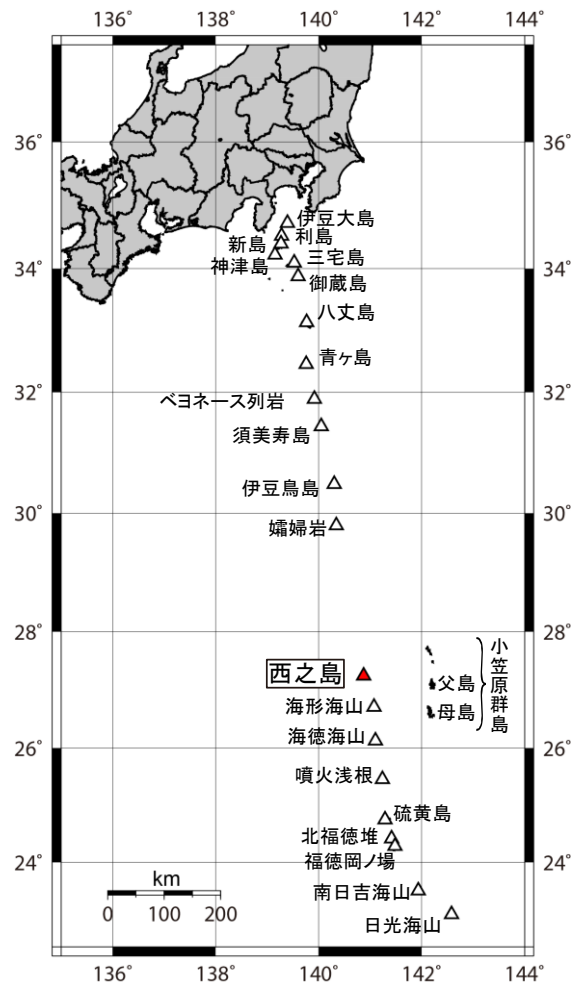 136° 138° 140° 142° 144°
36° 36°
伊豆大島
利島
新島
三宅島
神津島
34° 34°
御蔵島
八丈島
青ヶ島
32° 32°
ベヨネース列岩
須美寿島
伊豆鳥島
30° 30°
孀婦岩
28° 28°
小笠原群島
西之島
父島
海形海山
母島
海徳海山
26° 26°
噴火浅根
硫黄島
北福徳堆
福徳岡ノ場
24° 24°
km
南日吉海山
0 100 200
日光海山
136° 138° 140° 142° 144°